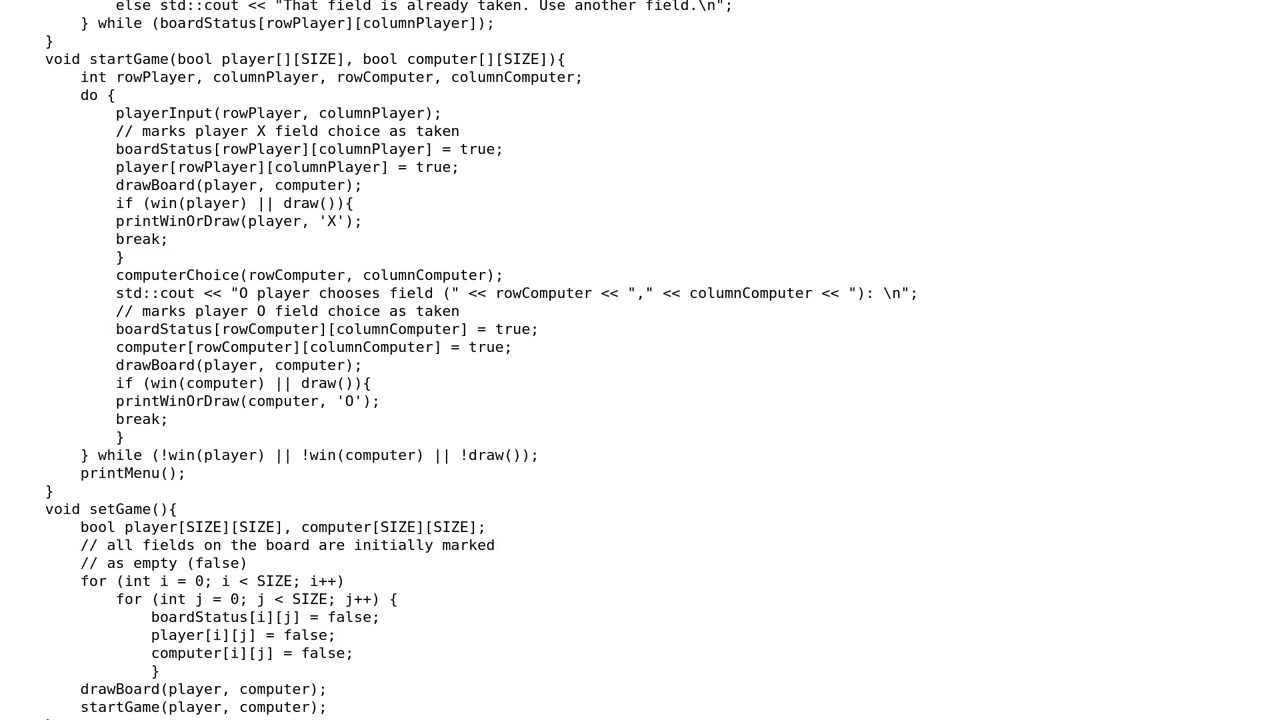 else std::cout << "That field is already taken. Use another field.\n";
} while (boardStatus[rowPlayer][columnPlayer]);
}
void startGame(bool player[][SIZE], bool computer[][SIZE]){
int rowPlayer, columnPlayer, rowComputer, columnComputer;
do {
playerInput(rowPlayer, columnPlayer);
// marks player X field choice as taken
boardStatus[rowPlayer][columnPlayer] = true;
player[rowPlayer][columnPlayer] = true;
drawBoard(player, computer);
if (win(player) || draw()){
printWinOrDraw(player, 'X');
break;
}
computerChoice(rowComputer, columnComputer);
std::cout << "O player chooses field (" << rowComputer << "," << columnComputer << "): \n";
// marks player O field choice as taken
boardStatus[rowComputer][columnComputer] = true;
computer[rowComputer][columnComputer] = true;
drawBoard(player, computer);
if (win(computer) || draw()){
printWinOrDraw(computer, 'O');
break;
}
} while (!win(player) || !win(computer) || !draw());
printMenu();
}
void setGame(){
bool player[SIZE][SIZE], computer[SIZE][SIZE];
// all fields on the board are initially marked
// as empty (false)
for (int i = 0; i < SIZE; i++)
for (int j = 0; j < SIZE; j++) {
boardStatus[i][j] = false;
player[i][j] = false;
computer[i][j] = false;
}
drawBoard(player, computer);
startGame(player, computer);